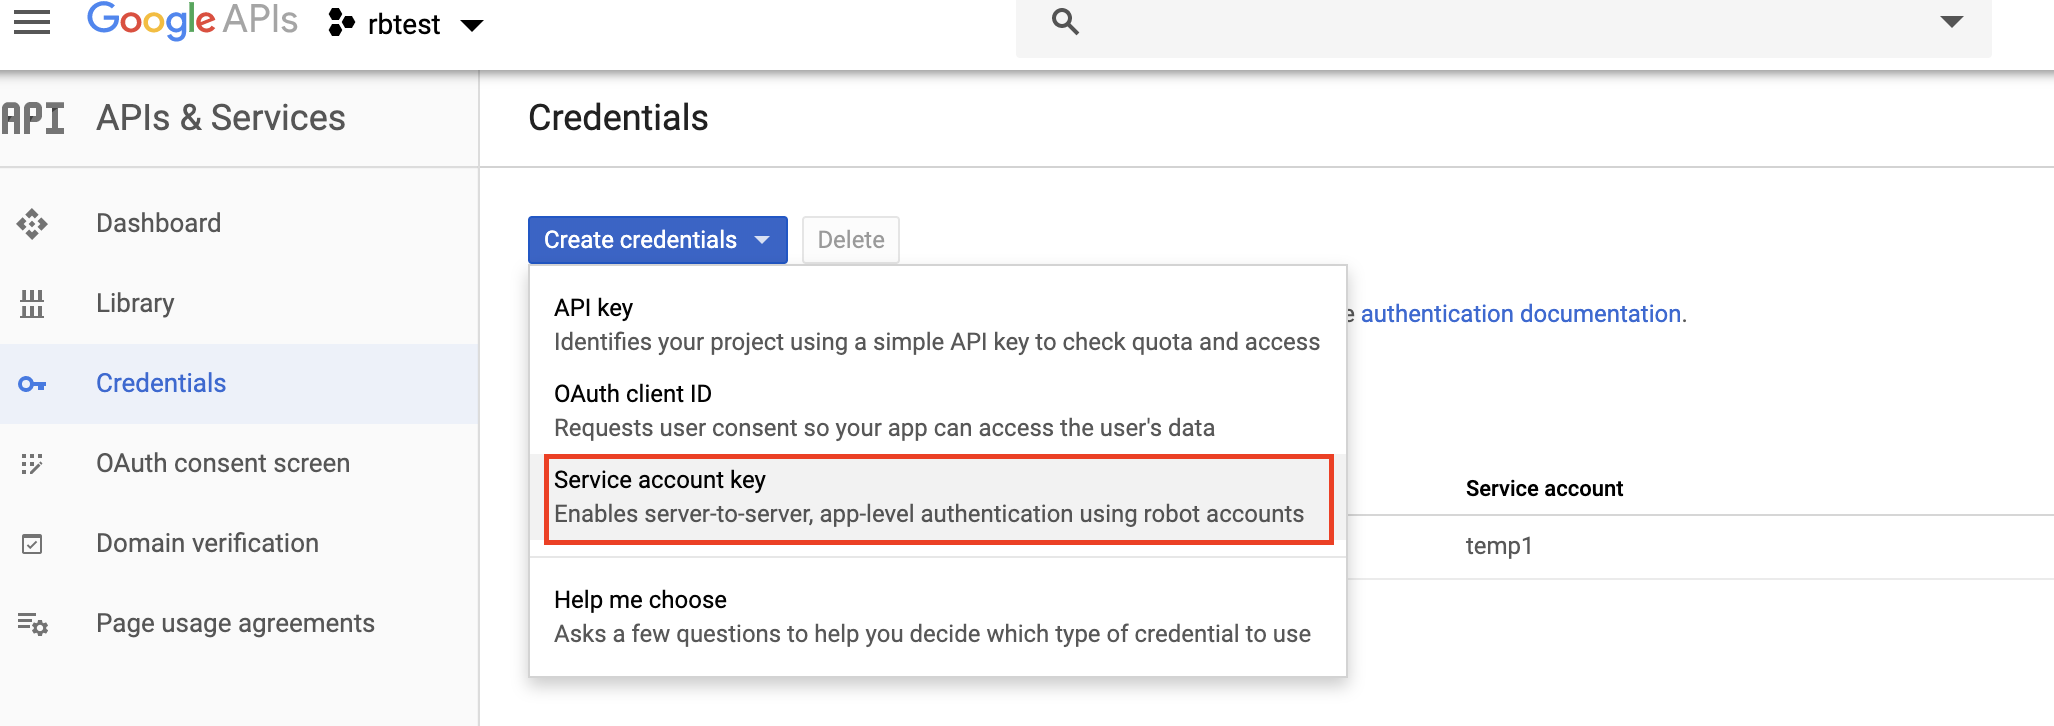 Google APIs
rbtest
API
APIs & Services
Credentials
Dashboard
Library
Credentials
OAuth consent screen
Domain verification
Page usage agreements
Create credentials
Delete
API key
Identifies your project using a simple API key to check quota and access
OAuth client ID
Requests user consent so your app can access the user's data
Service account key
Enables server-to-server, app-level authentication using robot accounts
Help me choose
Asks a few questions to help you decide which type of credential to use
authentication documentation.
Service account
temp1